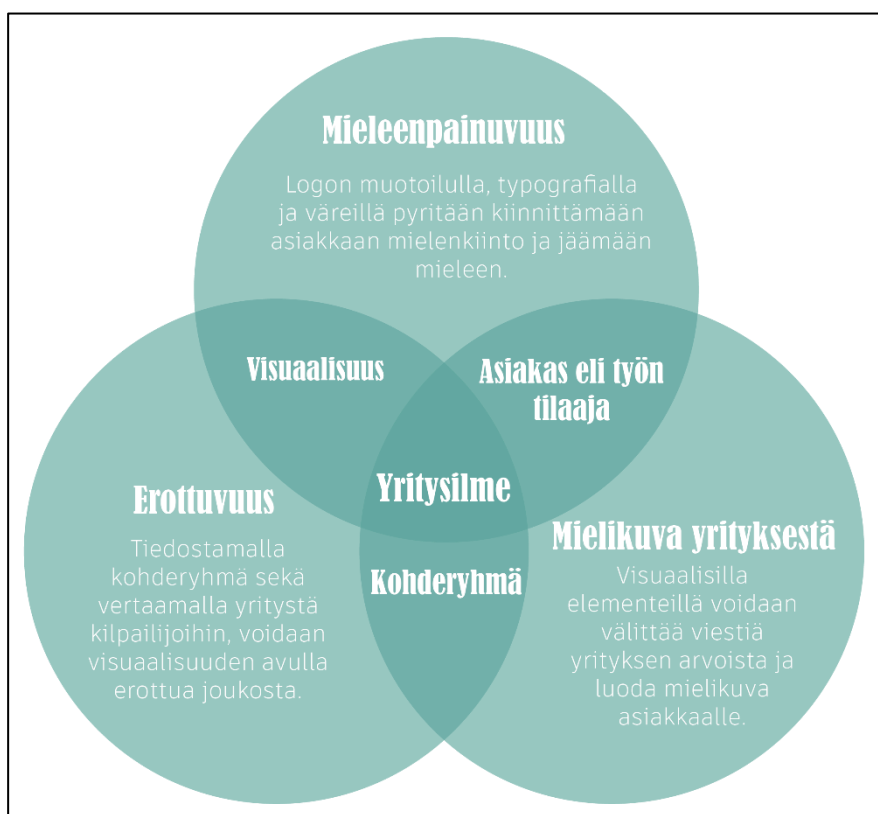 Mieleenpainuvuus
Logon muotoilulla, typografialla
ja väreillä pyritään kiinnittämään
asiakkaan mielenkiinto ja jäämään
mieleen.
Visuaalisuus
Asiakas eli työn
tilaaja
Yritysilme
Erottuvuus
Tiedostamalla
kohderyhmä sekä
vertaamalla yritystä
kilpailijoihin, voidaan
visuaalisuuden avulla
erottua joukosta.
Kohderyhmä
Mielikuva yrityksestä
Visuaalisilla
elementeillä voidaan
välittää viestiä
yrityksen arvoista ja
luoda mielikuva
asiakkaalle.